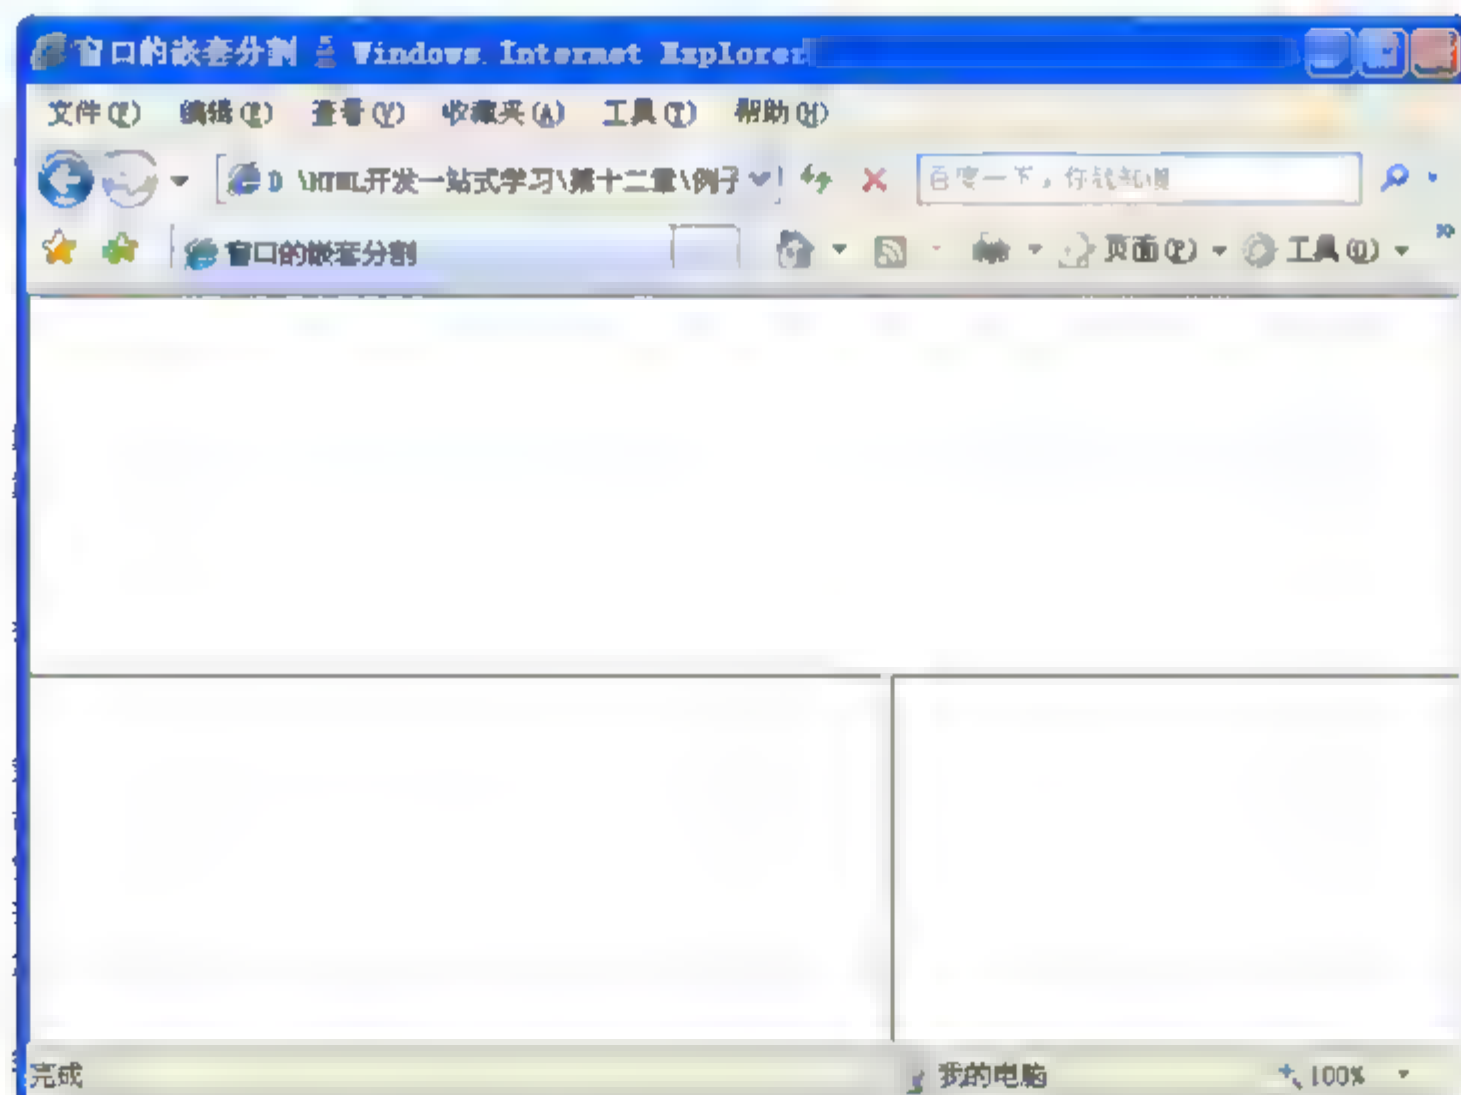 窗口的嵌套分割 - Windows Internet Explorer
文件(F) 编辑(E) 查看(V) 收藏夹(A) 工具(T) 帮助(H)
D \HTML开发一站式学习\第十二章\例子 百度一下，你就知道
窗口的嵌套分割 页面(P) 工具(O) »
完成 我的电脑 100%